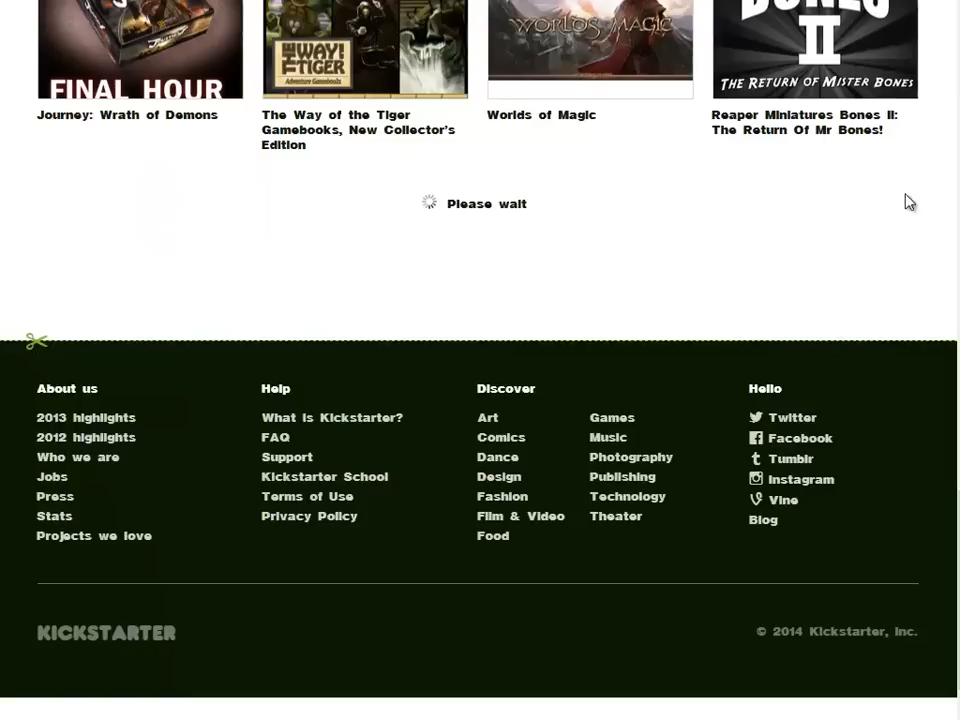 FINAL HOUR
THE WAY OF THE
TIGER
Adventure Gamebooks
WORLDS OF MAGIC
BONES
II
THE RETURN OF MISTER BONES
Journey: Wrath of Demons
The Way of the Tiger
Gamebooks, New Collector's
Edition
Worlds of Magic
Reaper Miniatures Bones II:
The Return Of Mr Bones!
Please wait
About us
2013 highlights
2012 highlights
Who we are
Jobs
Press
Stats
Projects we love
Help
What is Kickstarter?
FAQ
Support
Kickstarter School
Terms of Use
Privacy Policy
Discover
Art
Comics
Dance
Design
Fashion
Film & Video
Food
Games
Music
Photography
Publishing
Technology
Theater
Hello
Twitter
Facebook
Tumblr
Instagram
Vine
Blog
KICKSTARTER
© 2014 Kickstarter, Inc.